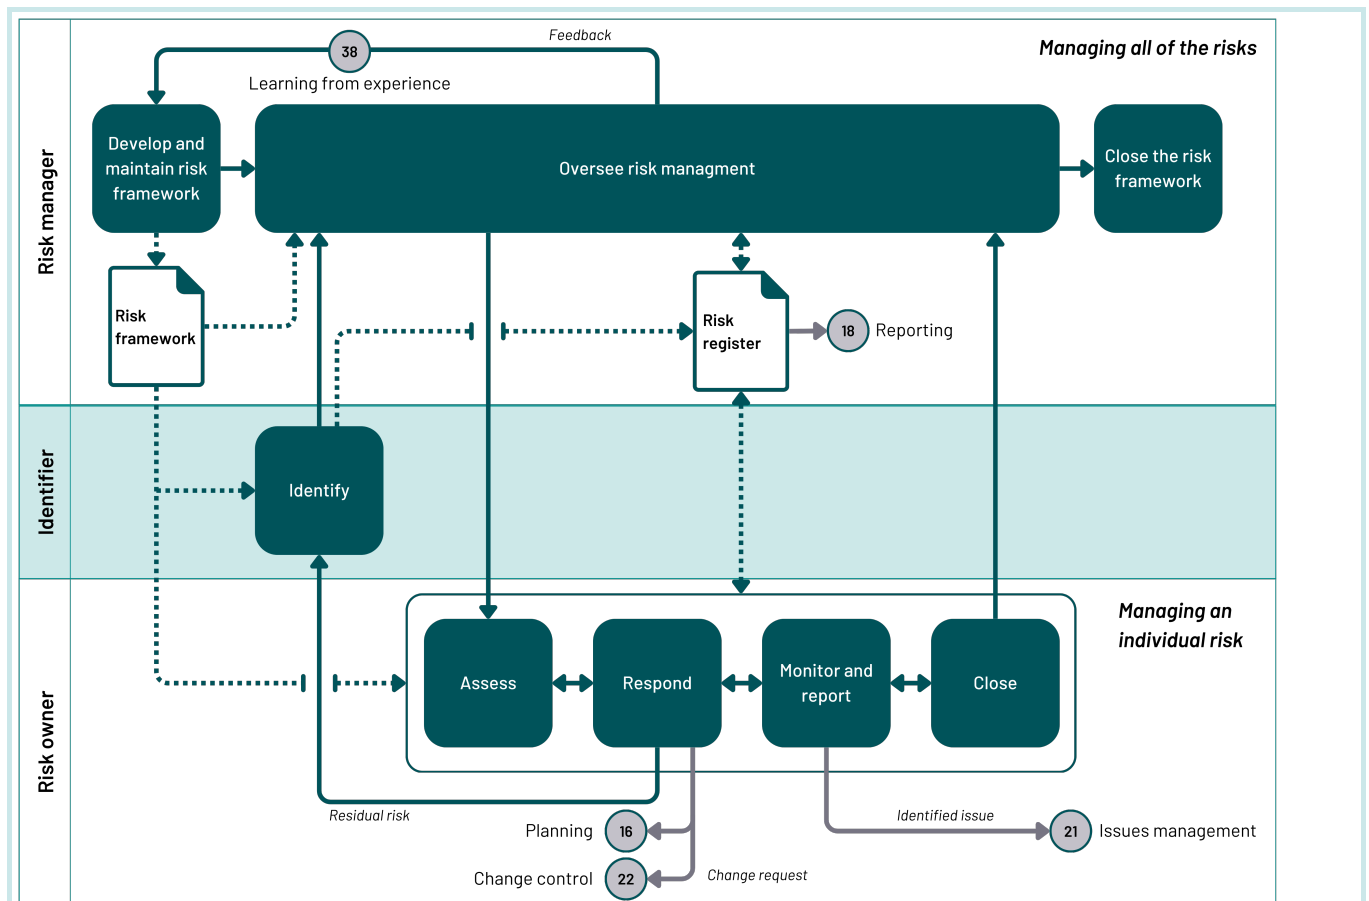 Feedback
38
Learning from experience
Managing all of the risks
Risk manager
Develop and
maintain risk
framework
Oversee risk managment
Close the risk
framework
Risk
framework
Risk
register
18
Reporting
Identifier
Identify
Risk owner
Managing an
individual risk
Assess
Respond
Monitor and
report
Close
Residual risk
Planning
16
Identified issue
21
Issues management
Change control
22
Change request